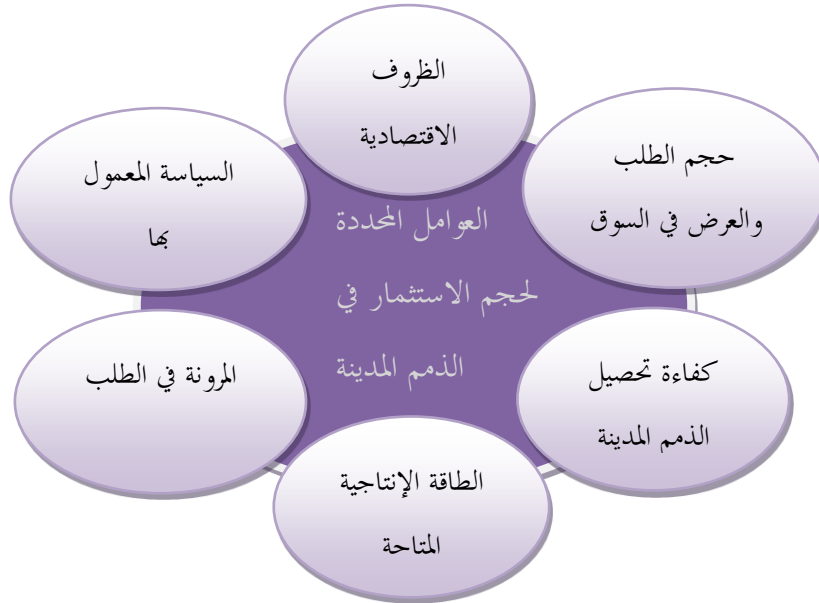 الظروف
الاقتصادية
حجم الطلب
والعرض في السوق
السياسة المعمول
بها
العوامل المحددة
لحجم الاستثمار في
الذمم المدينة
كفاءة تحصيل
الذمم المدينة
المرونة في الطلب
الطاقة الإنتاجية
المتاحة